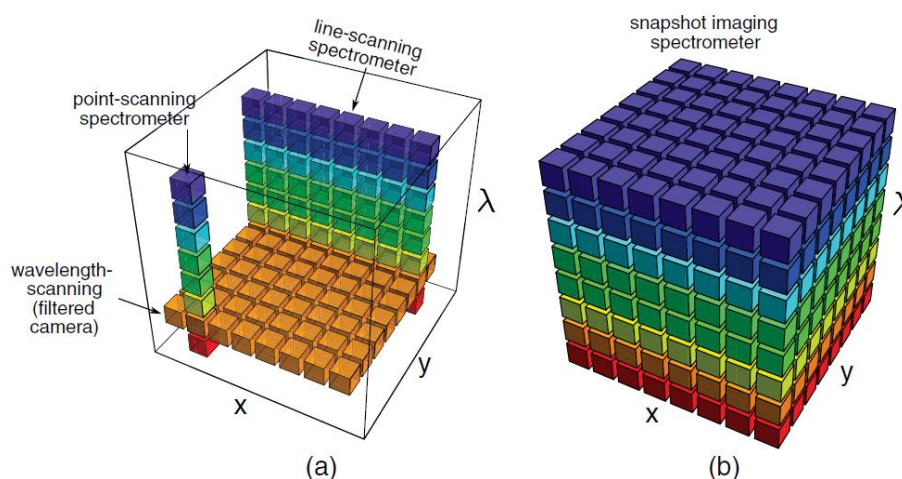 line-scanning
spectrometer
point-scanning
spectrometer
λ
wavelength-
scanning
(filtered
camera)
y
x
(a)
snapshot imaging
spectrometer
λ
y
x
(b)